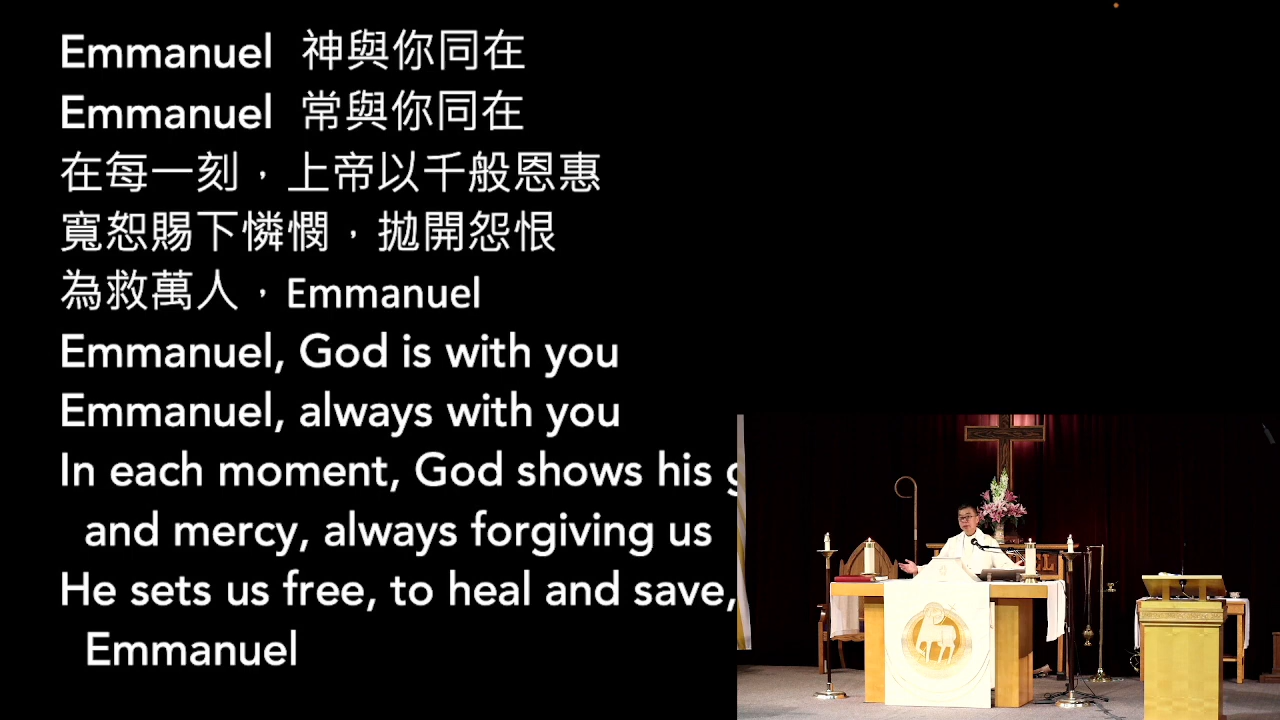 Emmanuel 神與你同在
Emmanuel 常與你同在
在每一刻，上帝以千般恩惠
寬恕賜下憐憫，拋開怨恨
為救萬人，Emmanuel
Emmanuel, God is with you
Emmanuel, always with you
In each moment, God shows his
and mercy, always forgiving us
He sets us free, to heal and save,
Emmanuel